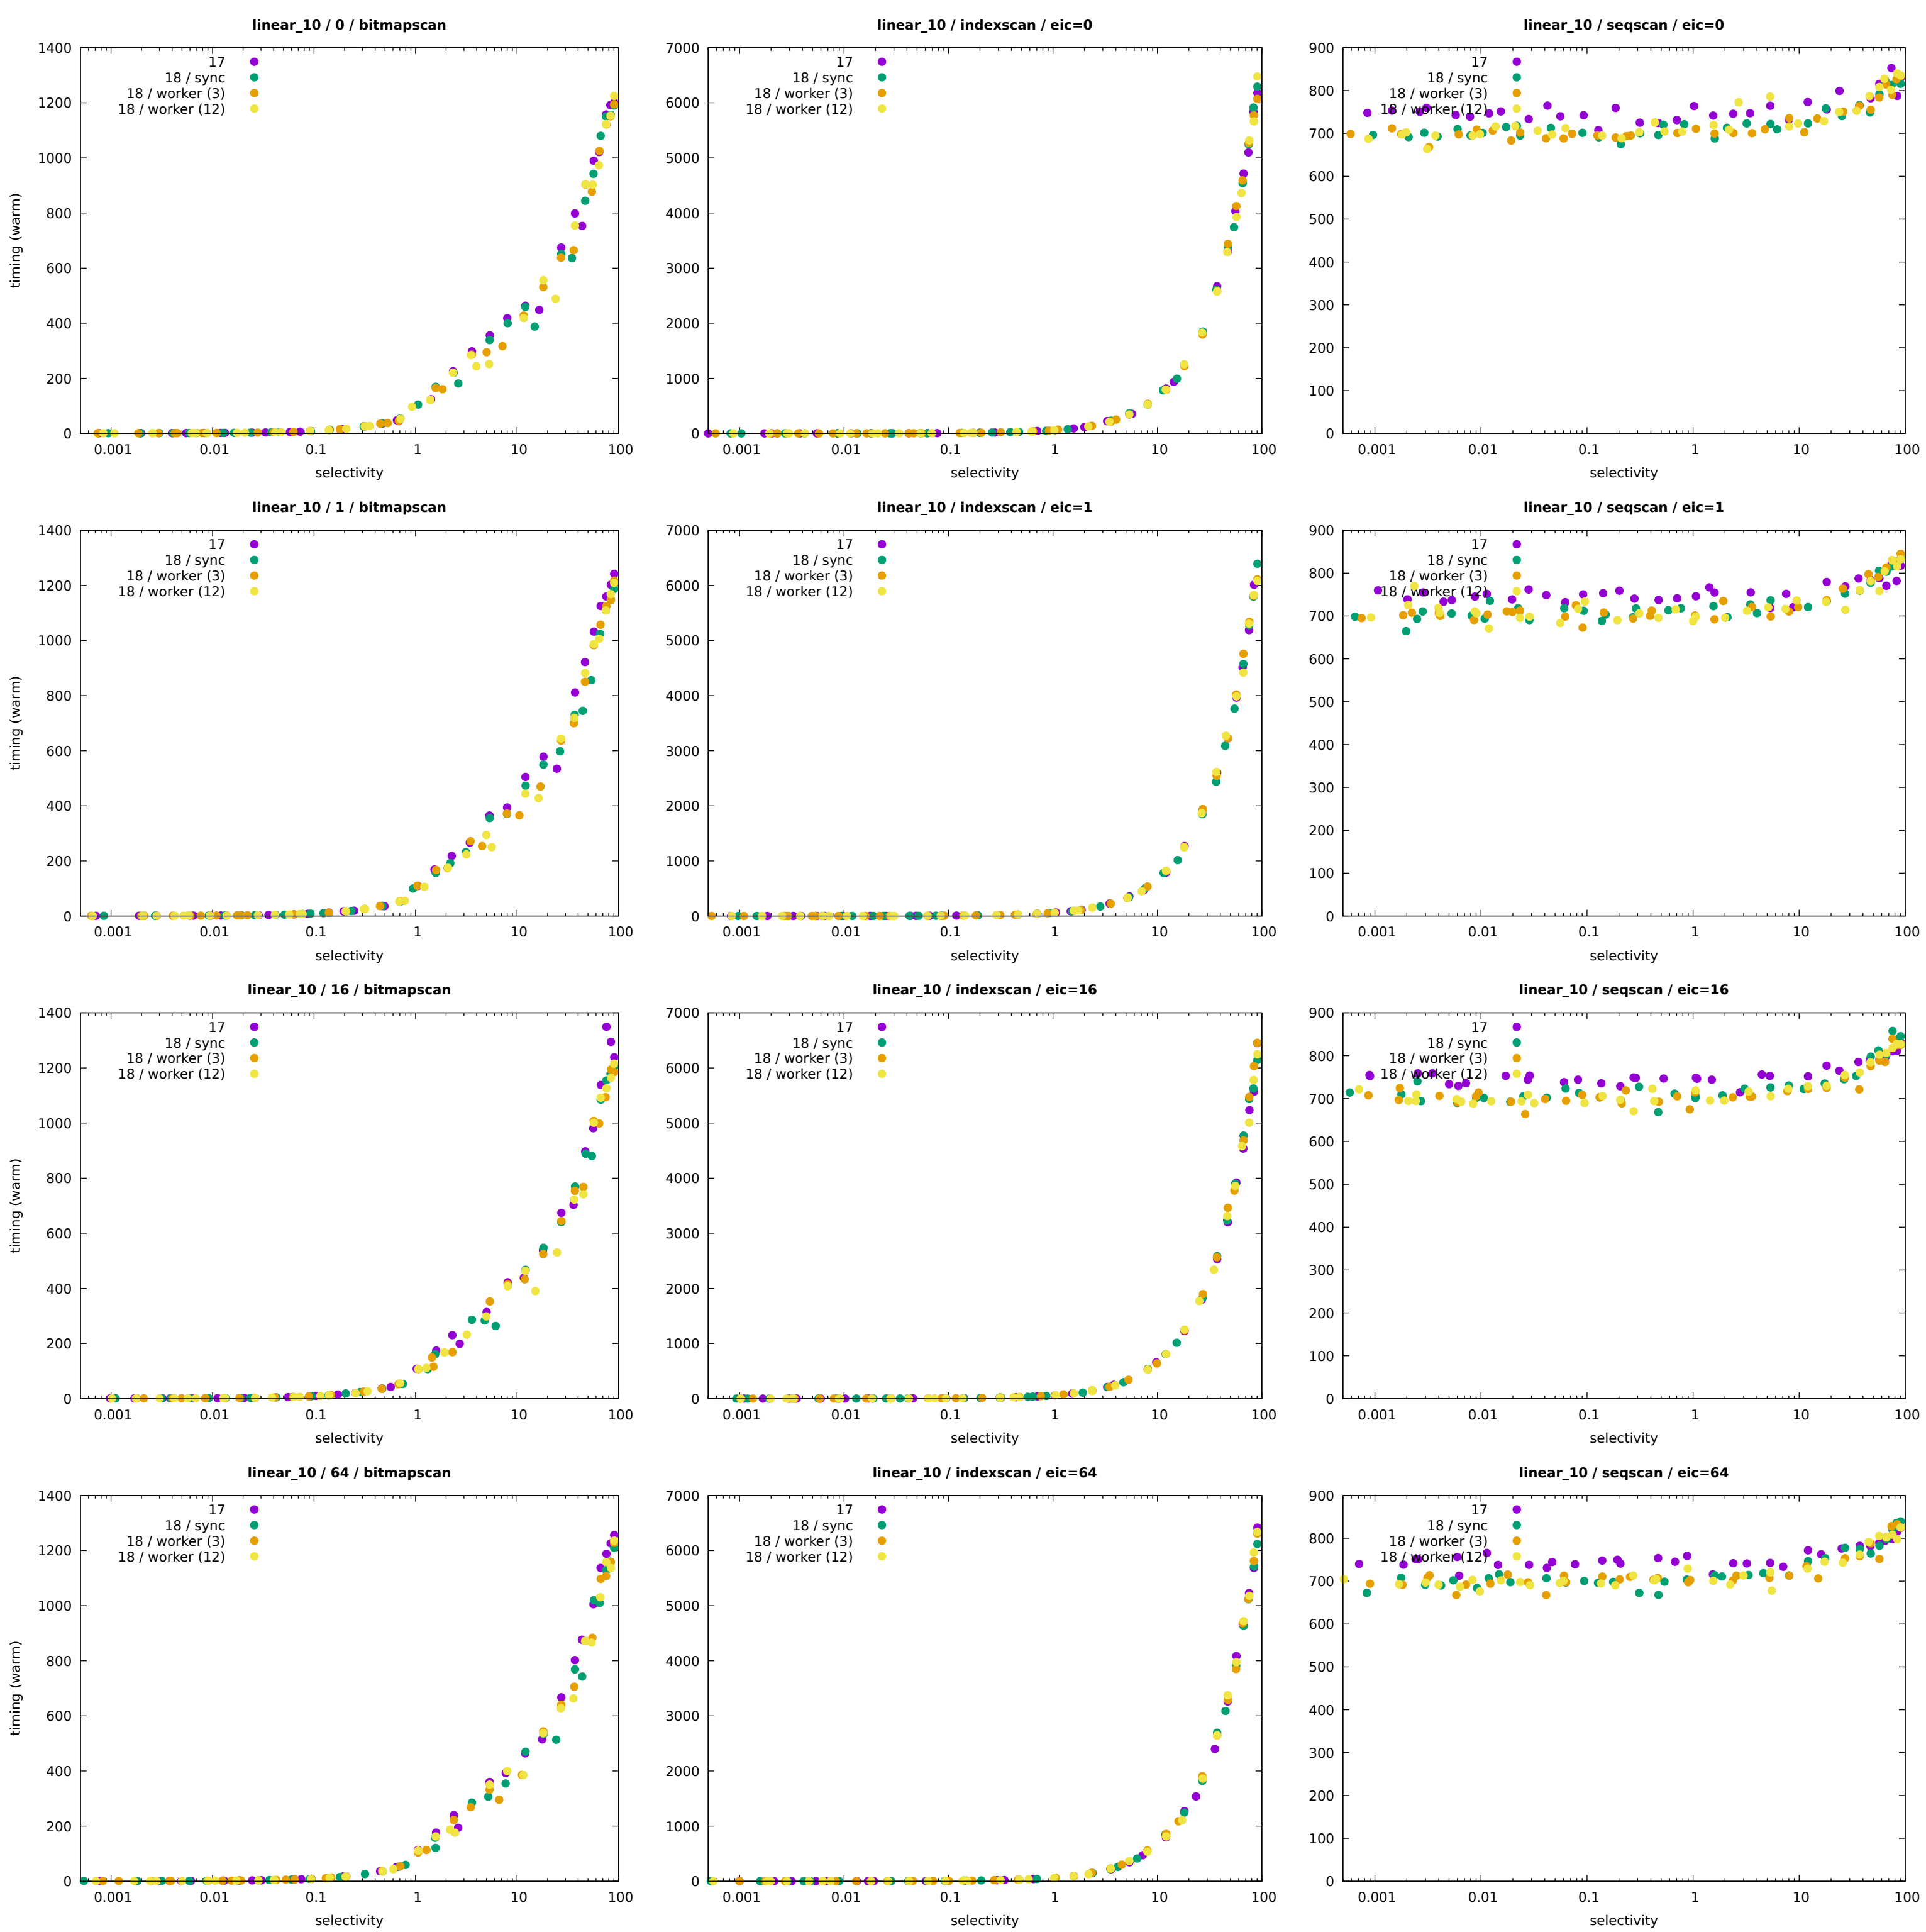 linear_10 / 0 / bitmapscan
timing (warm)
1400
1200
1000
800
600
400
200
0
17
18 / sync
18 / worker (3)
18 / worker (12)
0.001 0.01 0.1 1 10 100
selectivity
linear_10 / indexscan / eic=0
7000
6000
5000
4000
3000
2000
1000
0
17
18 / sync
18 / worker (3)
18 / worker (12)
0.001 0.01 0.1 1 10 100
selectivity
linear_10 / seqscan / eic=0
900
800
700
600
500
400
300
200
100
0
17
18 / sync
18 / worker (3)
18 / worker (12)
0.001 0.01 0.1 1 10 100
selectivity
linear_10 / 1 / bitmapscan
timing (warm)
1400
1200
1000
800
600
400
200
0
17
18 / sync
18 / worker (3)
18 / worker (12)
0.001 0.01 0.1 1 10 100
selectivity
linear_10 / indexscan / eic=1
7000
6000
5000
4000
3000
2000
1000
0
17
18 / sync
18 / worker (3)
18 / worker (12)
0.001 0.01 0.1 1 10 100
selectivity
linear_10 / seqscan / eic=1
900
800
700
600
500
400
300
200
100
0
17
18 / sync
18 / worker (3)
18 / worker (12)
0.001 0.01 0.1 1 10 100
selectivity
linear_10 / 16 / bitmapscan
timing (warm)
1400
1200
1000
800
600
400
200
0
17
18 / sync
18 / worker (3)
18 / worker (12)
0.001 0.01 0.1 1 10 100
selectivity
linear_10 / indexscan / eic=16
7000
6000
5000
4000
3000
2000
1000
0
17
18 / sync
18 / worker (3)
18 / worker (12)
0.001 0.01 0.1 1 10 100
selectivity
linear_10 / seqscan / eic=16
900
800
700
600
500
400
300
200
100
0
17
18 / sync
18 / worker (3)
18 / worker (12)
0.001 0.01 0.1 1 10 100
selectivity
linear_10 / 64 / bitmapscan
timing (warm)
1400
1200
1000
800
600
400
200
0
17
18 / sync
18 / worker (3)
18 / worker (12)
0.001 0.01 0.1 1 10 100
selectivity
linear_10 / indexscan / eic=64
7000
6000
5000
4000
3000
2000
1000
0
17
18 / sync
18 / worker (3)
18 / worker (12)
0.001 0.01 0.1 1 10 100
selectivity
linear_10 / seqscan / eic=64
900
800
700
600
500
400
300
200
100
0
17
18 / sync
18 / worker (3)
18 / worker (12)
0.001 0.01 0.1 1 10 100
selectivity